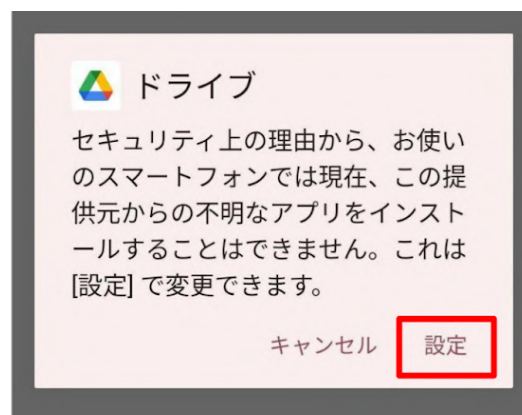 ドライブ
セキュリティ上の理由から、お使い
のスマートフォンでは現在、この提
供元からの不明なアプリをインスト
ールすることはできません。これは
[設定] で変更できます。
キャンセル 設定